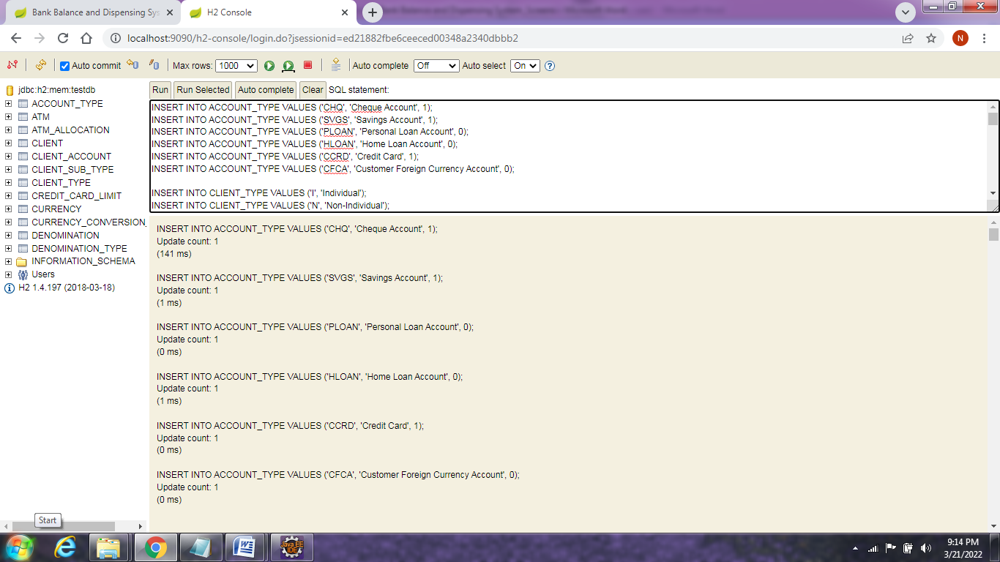 Bank Balance and Dispensing Sys
H2 Console
localhost:9090/h2-console/login.do?jsessionid=ed21882fbe6ceeced00348a2340dbbb2
N
Auto commit
Max rows: 1000
Auto complete Off
Auto select On
jdbc:h2:mem:testdb
ACCOUNT_TYPE
ATM
ATM_ALLOCATION
CLIENT
CLIENT_ACCOUNT
CLIENT_SUB_TYPE
CLIENT_TYPE
CREDIT_CARD_LIMIT
CURRENCY
CURRENCY_CONVERSION_
DENOMINATION
DENOMINATION_TYPE
INFORMATION_SCHEMA
Users
H2 1.4.197 (2018-03-18)
Run Run Selected Auto complete Clear SQL statement:
INSERT INTO ACCOUNT_TYPE VALUES ('CHQ', 'Cheque Account', 1);
INSERT INTO ACCOUNT_TYPE VALUES ('SVGS', 'Savings Account', 1);
INSERT INTO ACCOUNT_TYPE VALUES ('PLOAN', 'Personal Loan Account', 0);
INSERT INTO ACCOUNT_TYPE VALUES ('HLOAN', 'Home Loan Account', 0);
INSERT INTO ACCOUNT_TYPE VALUES ('CCRD', 'Credit Card', 1);
INSERT INTO ACCOUNT_TYPE VALUES ('CFCA', 'Customer Foreign Currency Account', 0);
INSERT INTO CLIENT_TYPE VALUES ('I', 'Individual');
INSERT INTO CLIENT_TYPE VALUES ('N', 'Non-Individual');
INSERT INTO ACCOUNT_TYPE VALUES ('CHQ', 'Cheque Account', 1);
Update count: 1
(141 ms)
INSERT INTO ACCOUNT_TYPE VALUES ('SVGS', 'Savings Account', 1);
Update count: 1
(1 ms)
INSERT INTO ACCOUNT_TYPE VALUES ('PLOAN', 'Personal Loan Account', 0);
Update count: 1
(0 ms)
INSERT INTO ACCOUNT_TYPE VALUES ('HLOAN', 'Home Loan Account', 0);
Update count: 1
(1 ms)
INSERT INTO ACCOUNT_TYPE VALUES ('CCRD', 'Credit Card', 1);
Update count: 1
(0 ms)
INSERT INTO ACCOUNT_TYPE VALUES ('CFCA', 'Customer Foreign Currency Account', 0);
Update count: 1
(0 ms)
Start
Java EE
IDE
9:14 PM
3/21/2022